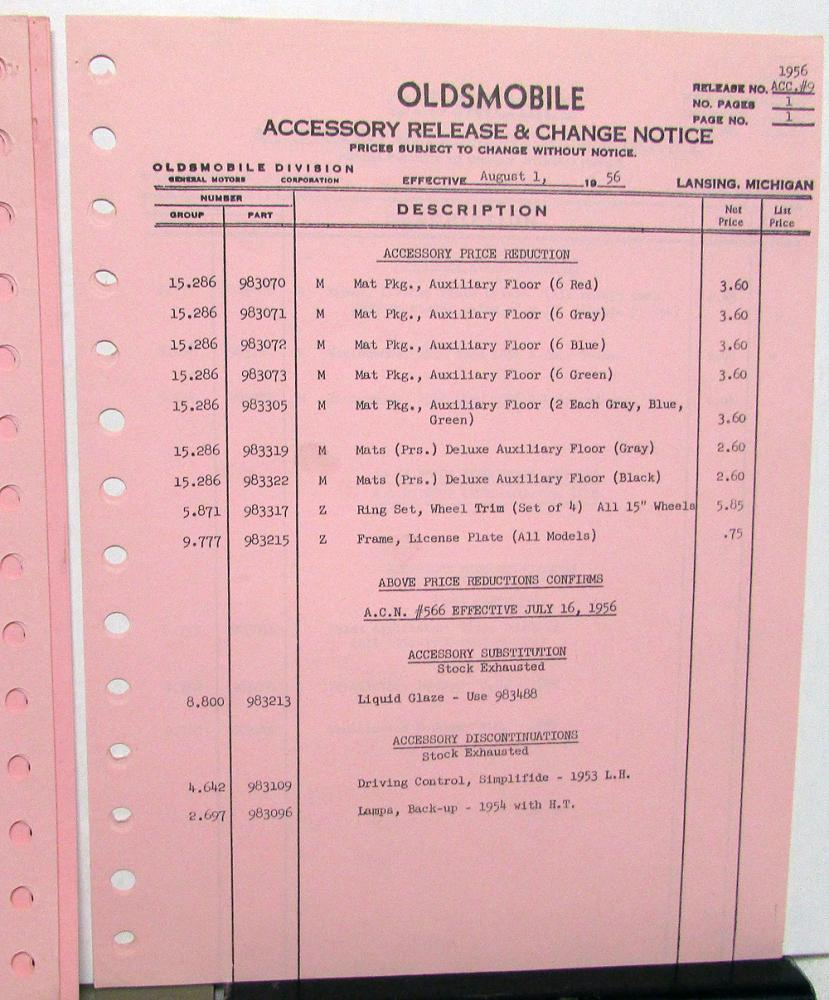 1956
OLDSMOBILE
RELEASE NO. ACC.#9
NO. PAGES 1
PAGE NO. 1
ACCESSORY RELEASE & CHANGE NOTICE
PRICES SUBJECT TO CHANGE WITHOUT NOTICE.
OLDSMOBILE DIVISION
GENERAL MOTORS CORPORATION
EFFECTIVE August 1, 19 56
LANSING, MICHIGAN
NUMBER
GROUP PART DESCRIPTION Net Price List Price
ACCESSORY PRICE REDUCTION
15.286 983070 M Mat Pkg., Auxiliary Floor (6 Red) 3.60
15.286 983071 M Mat Pkg., Auxiliary Floor (6 Gray) 3.60
15.286 983072 M Mat Pkg., Auxiliary Floor (6 Blue) 3.60
15.286 983073 M Mat Pkg., Auxiliary Floor (6 Green) 3.60
15.286 983305 M Mat Pkg., Auxiliary Floor (2 Each Gray, Blue,
Green) 3.60
15.286 983319 M Mats (Prs.) Deluxe Auxiliary Floor (Gray) 2.60
15.286 983322 M Mats (Prs.) Deluxe Auxiliary Floor (Black) 2.60
5.871 983317 Z Ring Set, Wheel Trim (Set of 4) All 15" Wheels 5.85
9.777 983215 Z Frame, License Plate (All Models) .75
ABOVE PRICE REDUCTIONS CONFIRMS
A.C.N. #566 EFFECTIVE JULY 16, 1956
ACCESSORY SUBSTITUTION
Stock Exhausted
8.800 983213 Liquid Glaze - Use 983488
ACCESSORY DISCONTINUATIONS
Stock Exhausted
4.642 983109 Driving Control, Simplifide - 1953 L.H.
2.697 983096 Lamps, Back-up - 1954 with H.T.